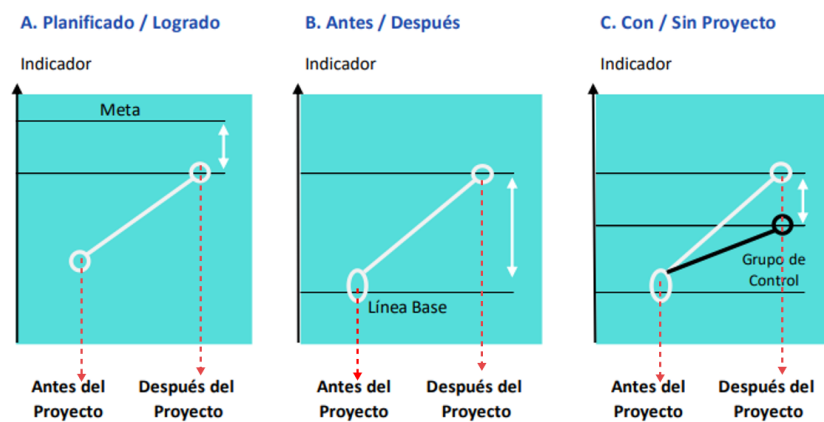 A. Planificado / Logrado
Indicador
Meta
Antes del
Proyecto
Después del
Proyecto
B. Antes / Después
Indicador
Línea Base
Antes del
Proyecto
Después del
Proyecto
C. Con / Sin Proyecto
Indicador
Grupo de
Control
Antes del
Proyecto
Después del
Proyecto